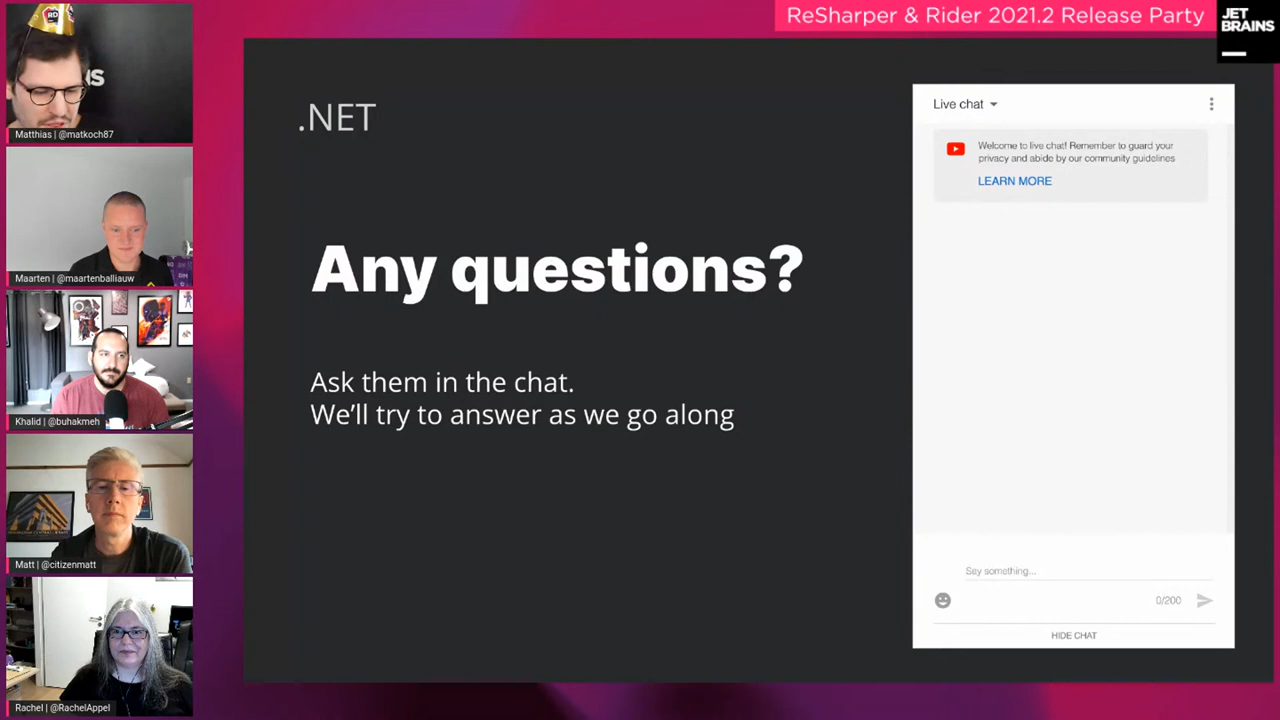 ReSharper & Rider 2021.2 Release Party
JET
BRAINS
Matthias | @matkoch87
Maarten | @maartenballiauw
Khalid | @buhakmeh
Matt | @citizenmatt
Rachel | @RachelAppel
.NET
Any questions?
Ask them in the chat.
We'll try to answer as we go along
Live chat
Welcome to live chat! Remember to guard your
privacy and abide by our community guidelines
LEARN MORE
Say something...
0/200
HIDE CHAT